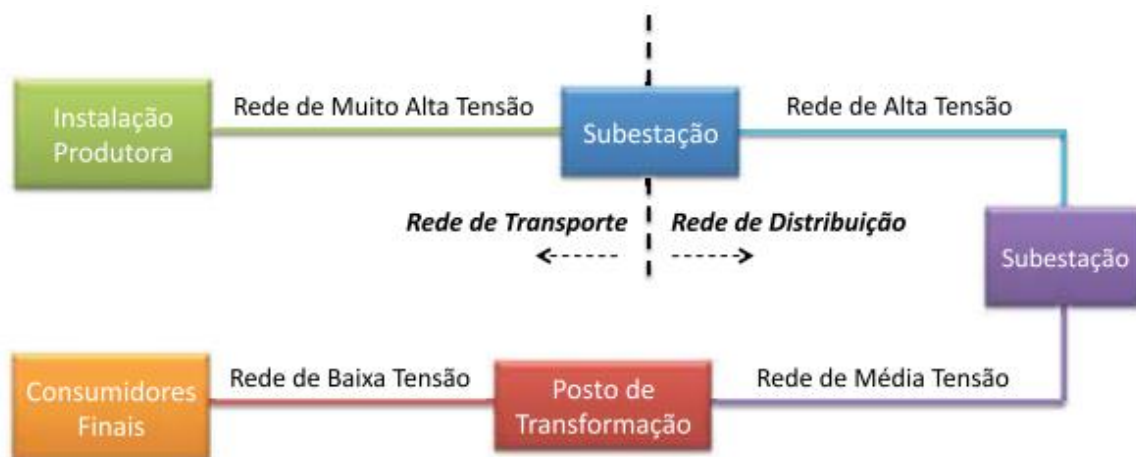 Instalação
Produtora
Rede de Muito Alta Tensão
Subestação
Rede de Alta Tensão
Rede de Transporte
Rede de Distribuição
Subestação
Consumidores
Finais
Rede de Baixa Tensão
Posto de
Transformação
Rede de Média Tensão